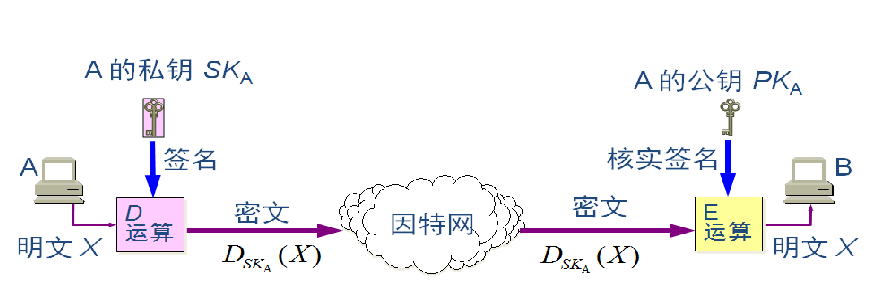 A 的私钥 SKA
A 的公钥 PKA
签名
核实签名
A
B
D
运算
密文
因特网
密文
E
运算
明文 X
DSKA(X)
DSKA(X)
明文 X